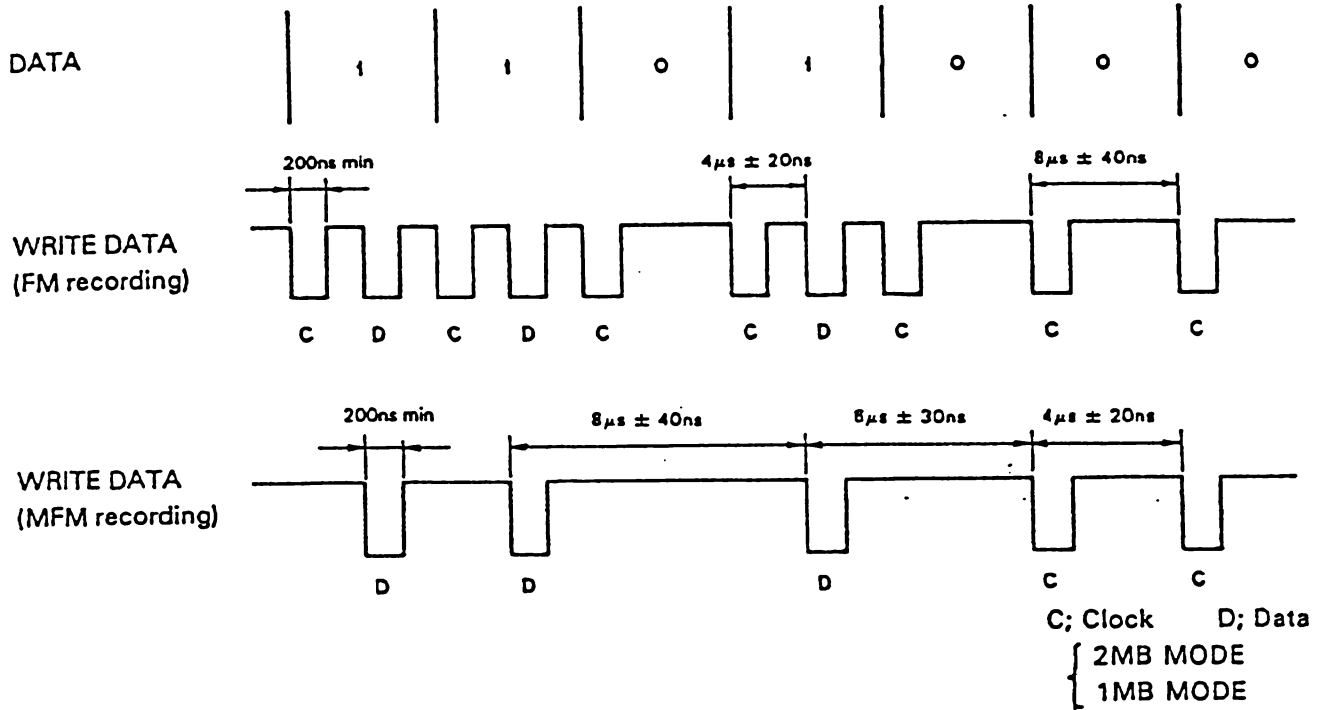 DATA 1 1 0 1 0 0 0
200ns min 4μs ± 20ns 8μs ± 40ns
WRITE DATA
(FM recording)
C D C D C C D C C C
200ns min 8μs ± 40ns 6μs ± 30ns 4μs ± 20ns
WRITE DATA
(MFM recording)
D D D C C
C; Clock D; Data
2MB MODE
1MB MODE